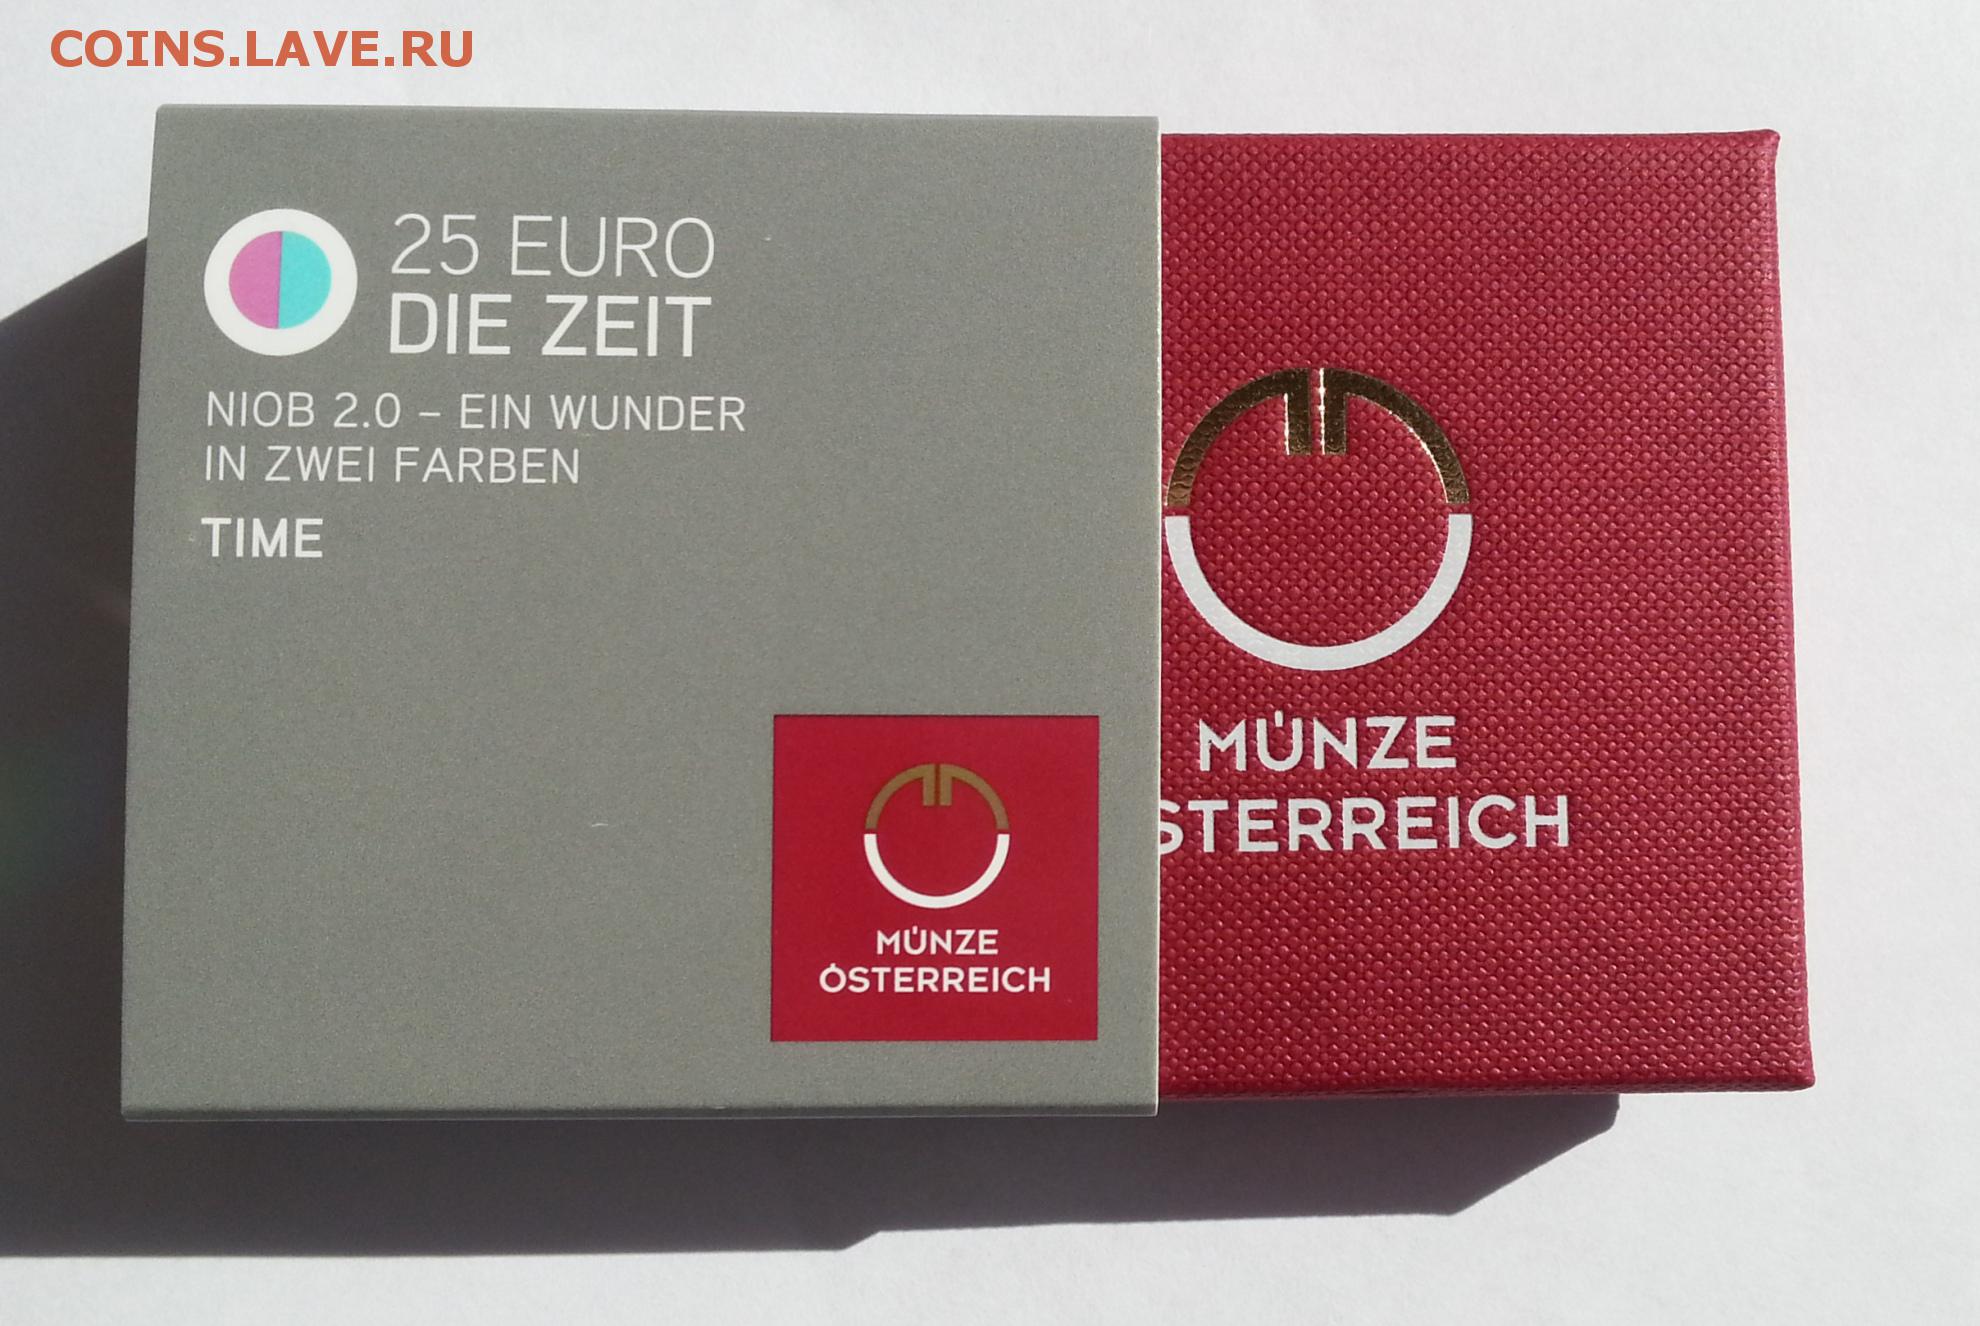 COINS.LAVE.RU
25 EURO
DIE ZEIT
NIOB 2.0 – EIN WUNDER
IN ZWEI FARBEN
TIME
MÜNZE
ÖSTERREICH
MÜNZE
STERREICH